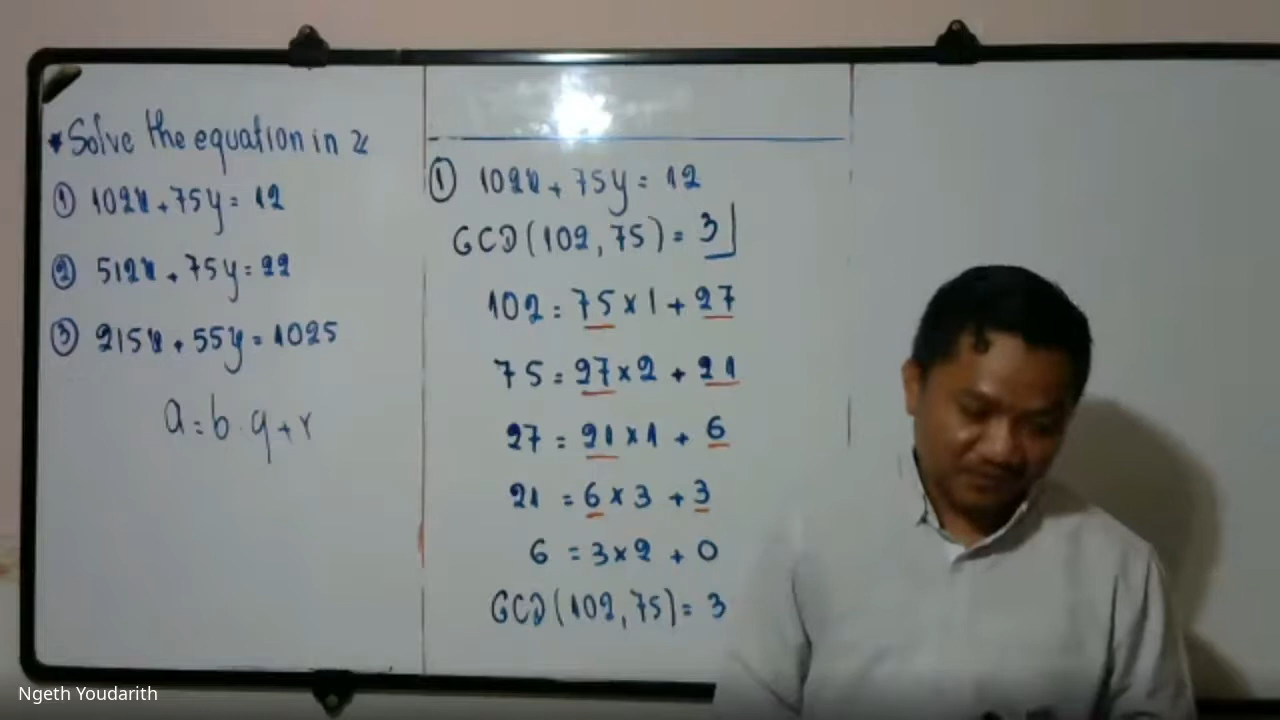 * Solve the equation in ℤ
① 102x + 75y = 12
② 512x + 75y = 22
③ 215x + 55y = 1025
a = b · q + r
① 102x + 75y = 12
GCD(102, 75) = 3
102 = 75 × 1 + 27
75 = 27 × 2 + 21
27 = 21 × 1 + 6
21 = 6 × 3 + 3
6 = 3 × 2 + 0
GCD(102, 75) = 3
Ngeth Youdarith